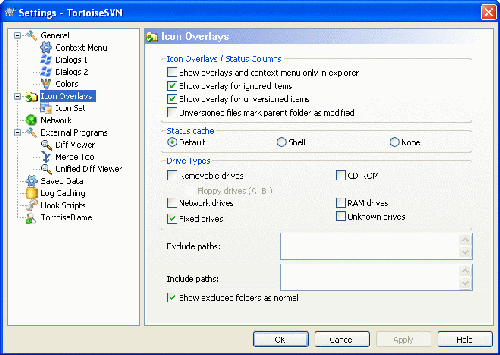 Settings - TortoiseSVN
General
Context Menu
Dialogs 1
Dialogs 2
Colors
Icon Overlays
Icon Set
Network
External Programs
Diff Viewer
Merge Tool
Unified Diff Viewer
Saved Data
Log Caching
Hook Scripts
TortoiseBlame
Icon Overlays
Icon Overlays / Status Columns
Show overlays and context menu only in explorer
Show overlay for ignored items
Show overlay for unversioned items
Unversioned files mark parent folder as modified
Status cache
Default
Shell
None
Drive Types
Removable drives
CD-ROM
Floppy drives (A:, B:)
Network drives
RAM drives
Fixed drives
Unknown drives
Exclude paths:
Include paths:
Show excluded folders as normal
OK
Cancel
Apply
Help